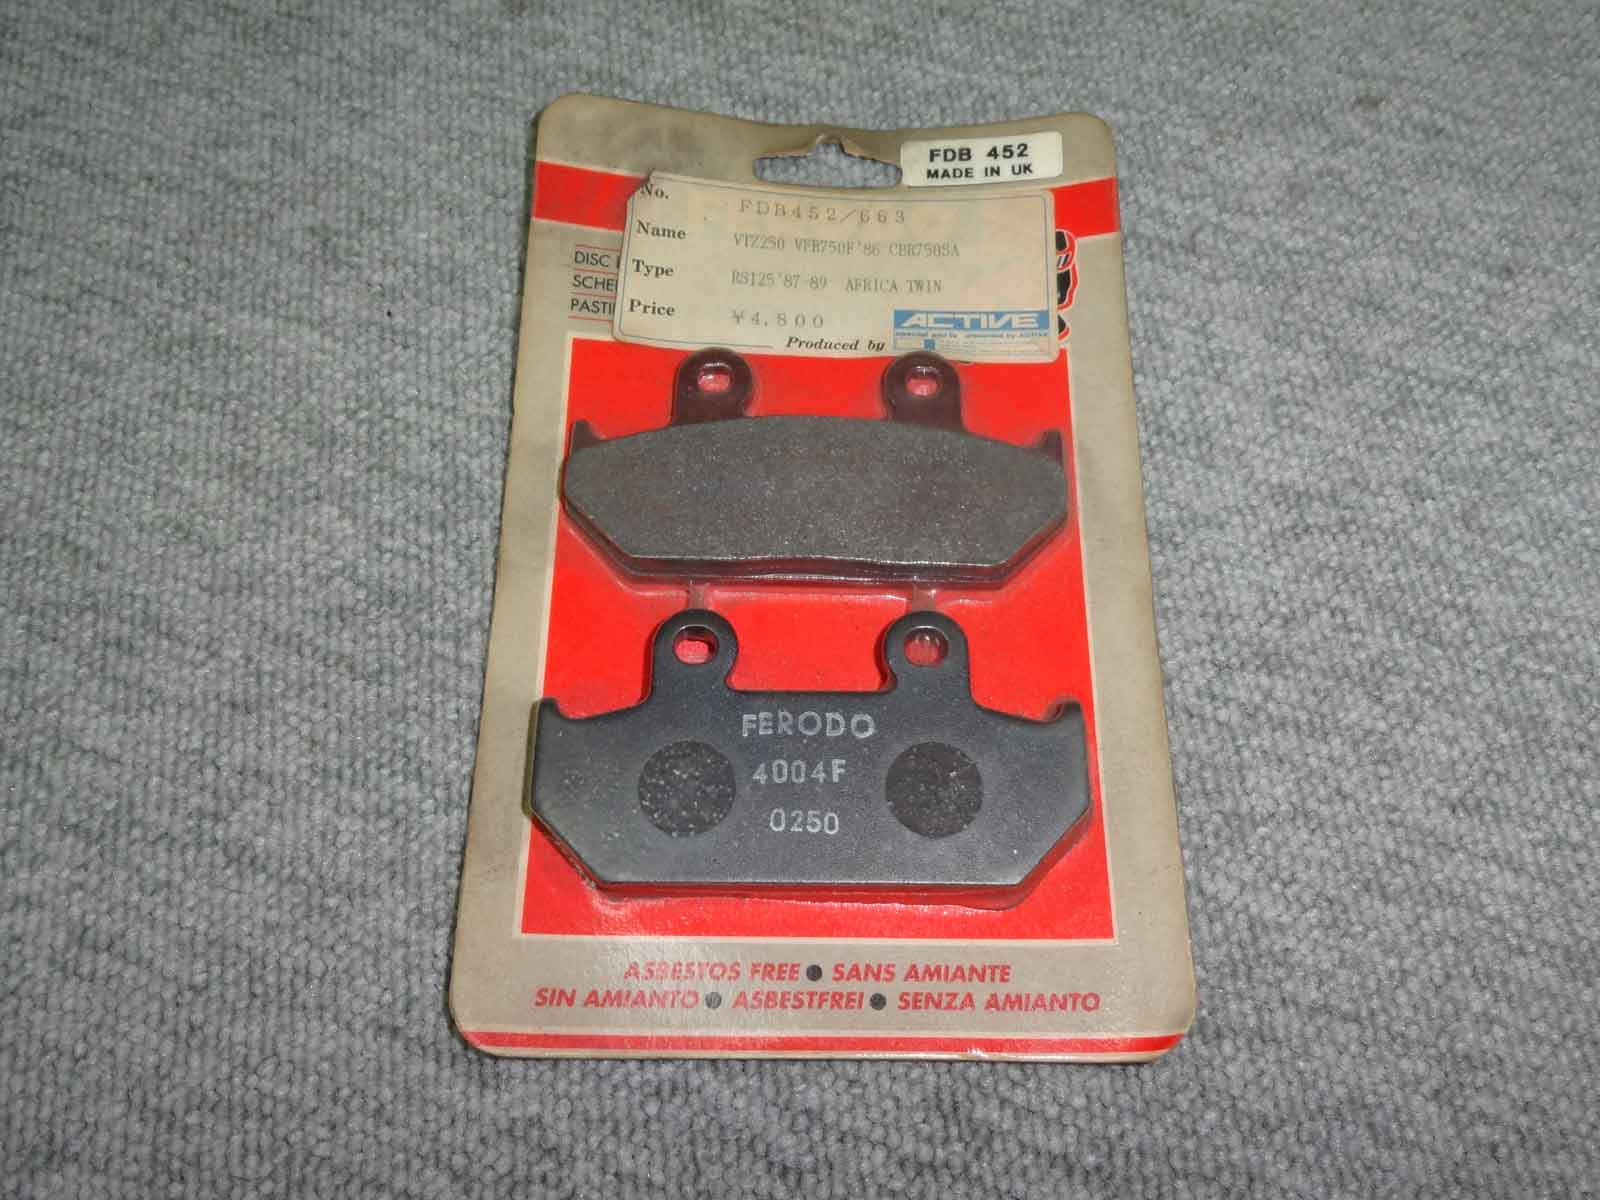 FDB 452
MADE IN UK
No. FDB452/663
Name VTZ250 VFR750F'86 CBR750SA
Type RS125'87-89 AFRICA TWIN
Price ¥4,800
Produced by ACTIVE
DISC
FERODO
4004F
0250
ASBESTOS FREE ● SANS AMIANTE
SIN AMIANTO ● ASBESTFREI ● SENZA AMIANTO